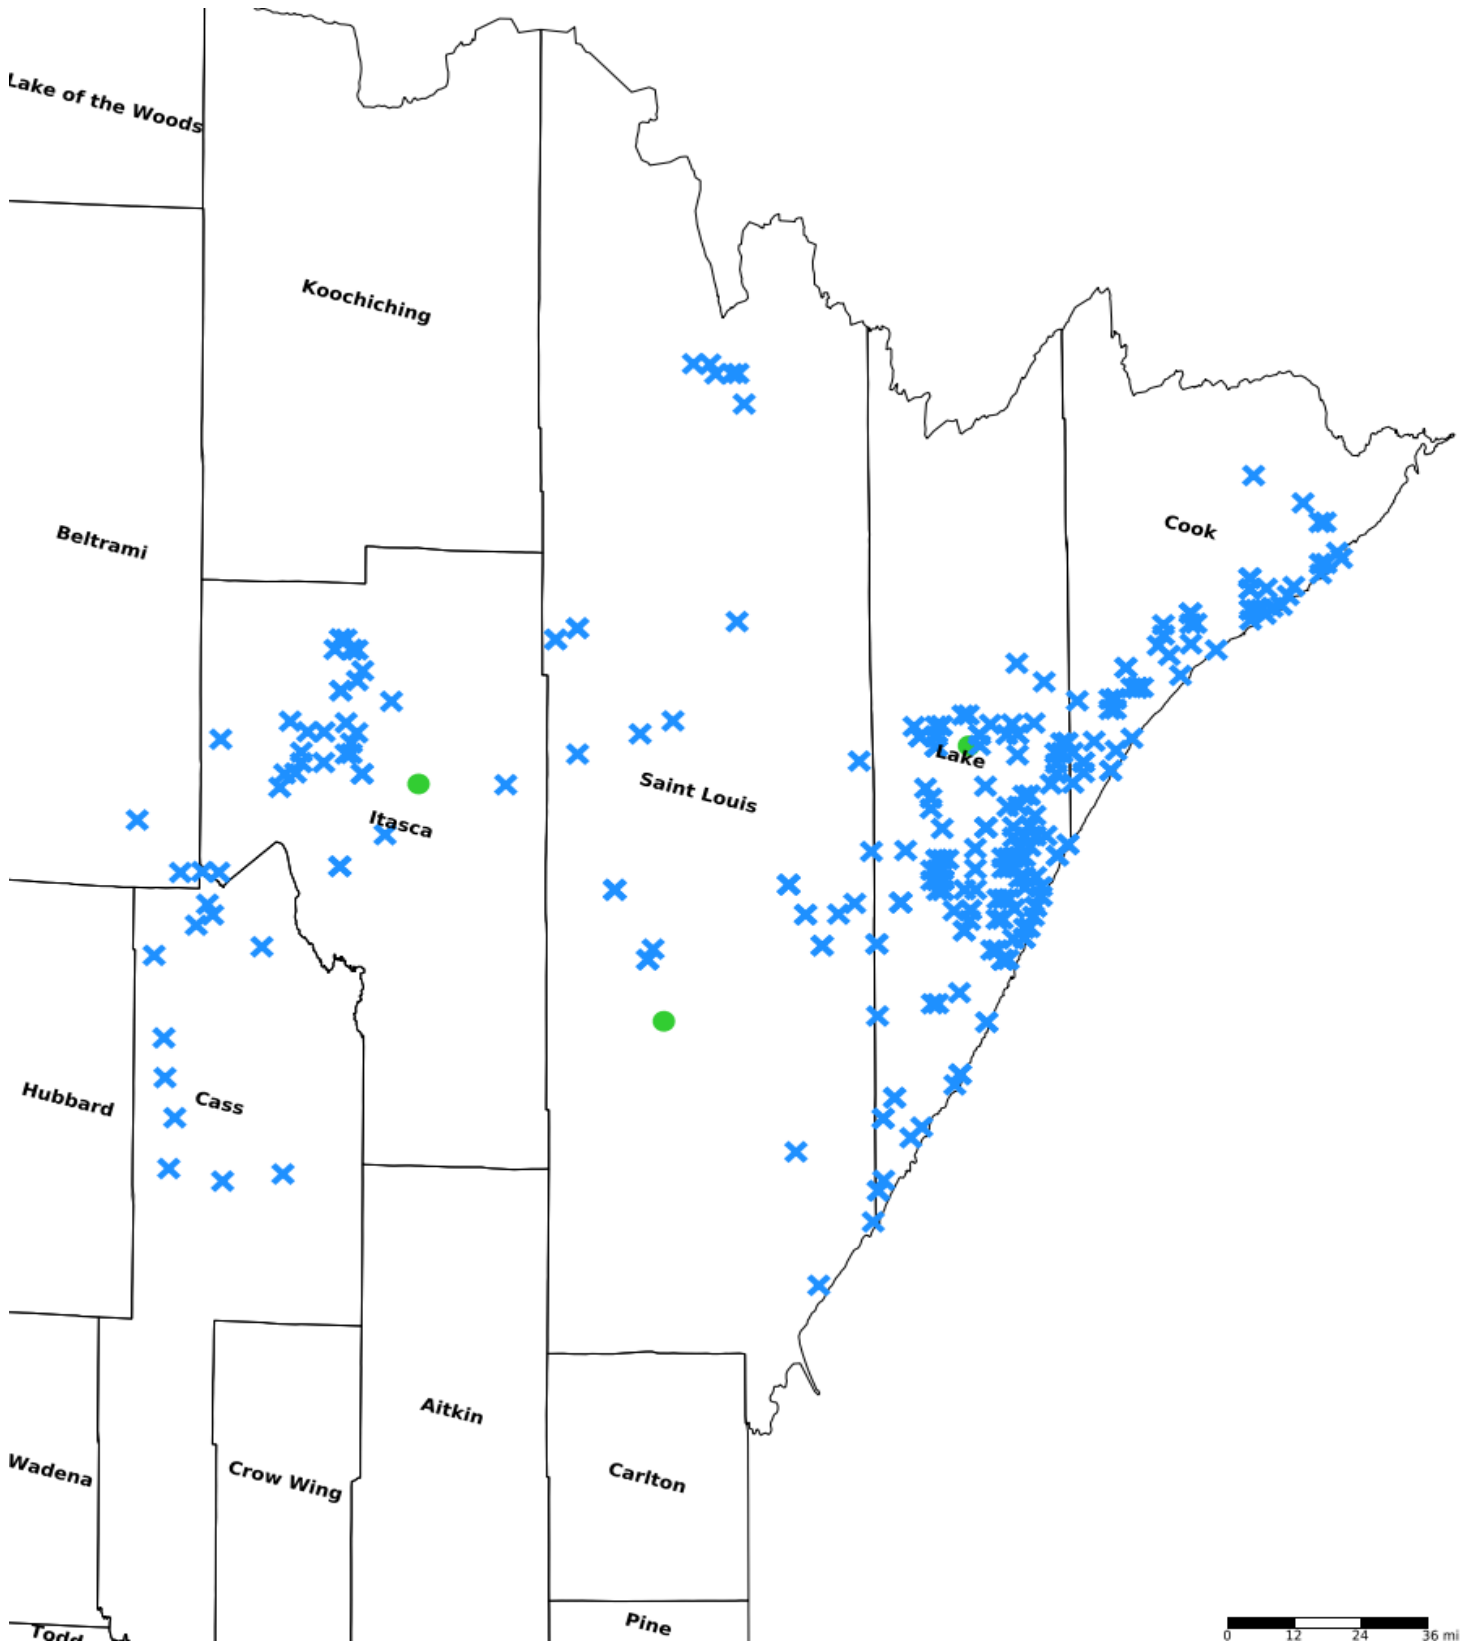 Lake of the Woods
Koochiching
Beltrami
Cook
Lake
Saint Louis
Itasca
Hubbard
Cass
Aitkin
Wadena
Crow Wing
Carlton
Pine
Todd
0 12 24 36 mi